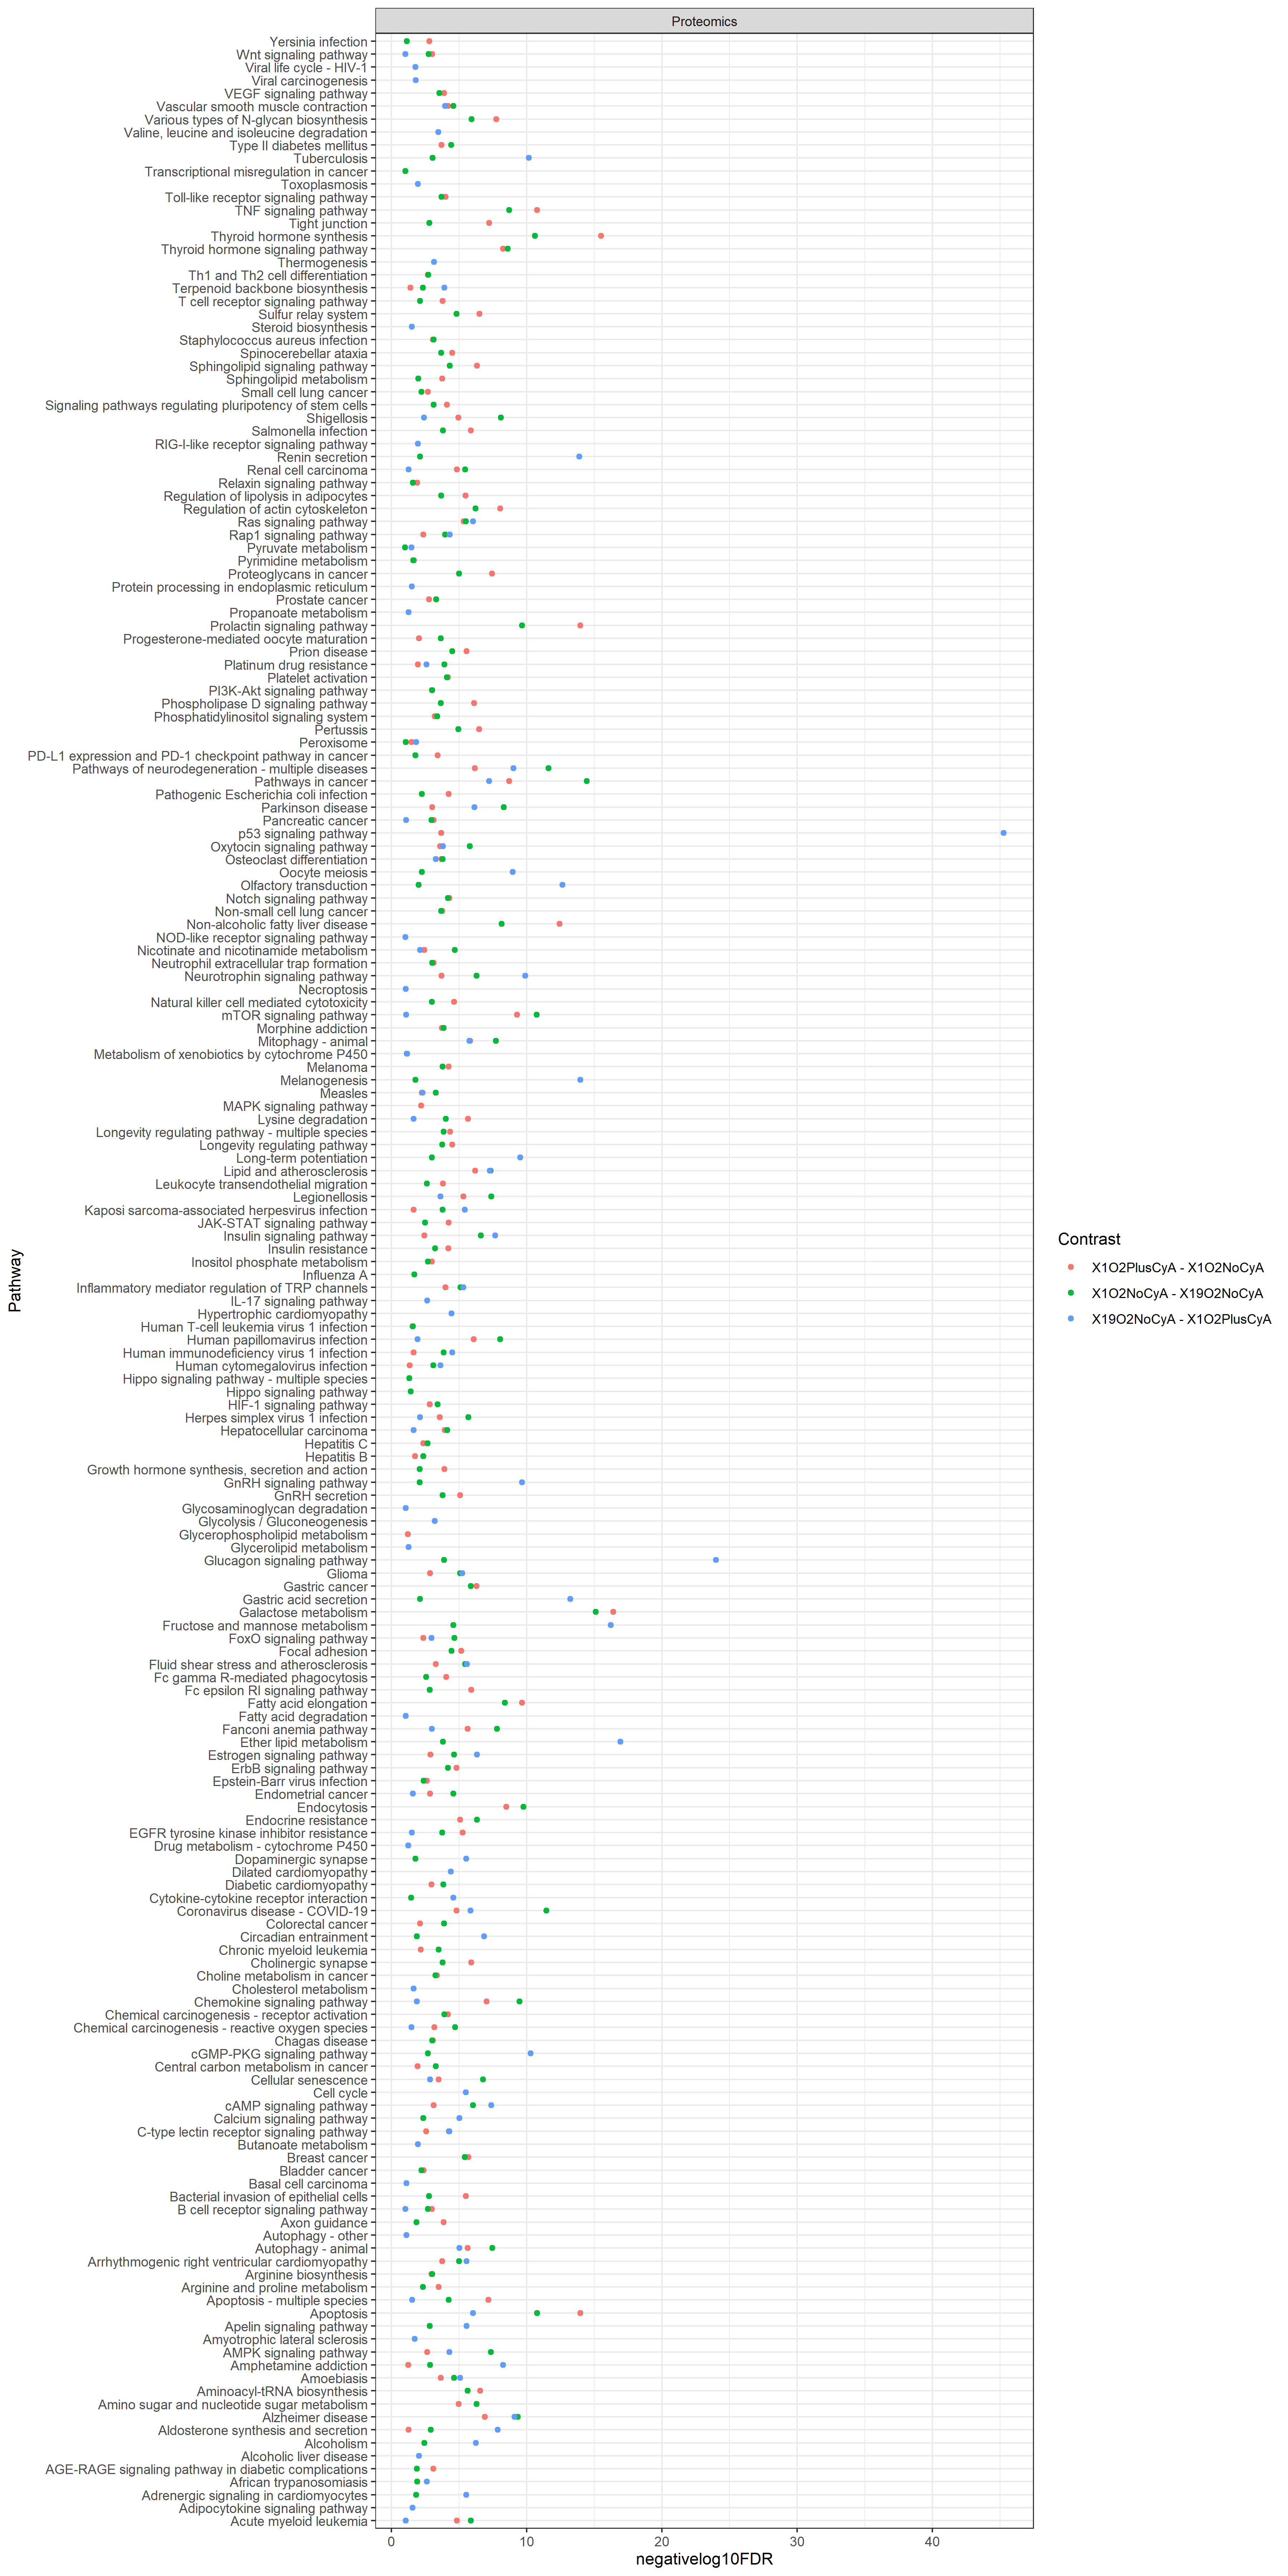 Proteomics
Yersinia infection
Wnt signaling pathway
Viral life cycle - HIV-1
Viral carcinogenesis
VEGF signaling pathway
Vascular smooth muscle contraction
Various types of N-glycan biosynthesis
Valine, leucine and isoleucine degradation
Type II diabetes mellitus
Tuberculosis
Transcriptional misregulation in cancer
Toxoplasmosis
Toll-like receptor signaling pathway
TNF signaling pathway
Tight junction
Thyroid hormone synthesis
Thyroid hormone signaling pathway
Thermogenesis
Th1 and Th2 cell differentiation
Terpenoid backbone biosynthesis
T cell receptor signaling pathway
Sulfur relay system
Steroid biosynthesis
Staphylococcus aureus infection
Spinocerebellar ataxia
Sphingolipid signaling pathway
Sphingolipid metabolism
Small cell lung cancer
Signaling pathways regulating pluripotency of stem cells
Shigellosis
Salmonella infection
RIG-I-like receptor signaling pathway
Renin secretion
Renal cell carcinoma
Relaxin signaling pathway
Regulation of lipolysis in adipocytes
Regulation of actin cytoskeleton
Ras signaling pathway
Rap1 signaling pathway
Pyruvate metabolism
Pyrimidine metabolism
Proteoglycans in cancer
Protein processing in endoplasmic reticulum
Prostate cancer
Propanoate metabolism
Prolactin signaling pathway
Progesterone-mediated oocyte maturation
Prion disease
Platinum drug resistance
Platelet activation
PI3K-Akt signaling pathway
Phospholipase D signaling pathway
Phosphatidylinositol signaling system
Pertussis
Peroxisome
PD-L1 expression and PD-1 checkpoint pathway in cancer
Pathways of neurodegeneration - multiple diseases
Pathways in cancer
Pathogenic Escherichia coli infection
Parkinson disease
Pancreatic cancer
p53 signaling pathway
Oxytocin signaling pathway
Osteoclast differentiation
Oocyte meiosis
Olfactory transduction
Notch signaling pathway
Non-small cell lung cancer
Non-alcoholic fatty liver disease
NOD-like receptor signaling pathway
Nicotinate and nicotinamide metabolism
Neutrophil extracellular trap formation
Neurotrophin signaling pathway
Necroptosis
Natural killer cell mediated cytotoxicity
mTOR signaling pathway
Morphine addiction
Mitophagy - animal
Metabolism of xenobiotics by cytochrome P450
Melanoma
Melanogenesis
Measles
MAPK signaling pathway
Lysine degradation
Longevity regulating pathway - multiple species
Longevity regulating pathway
Long-term potentiation
Lipid and atherosclerosis
Leukocyte transendothelial migration
Legionellosis
Kaposi sarcoma-associated herpesvirus infection
JAK-STAT signaling pathway
Insulin signaling pathway
Insulin resistance
Inositol phosphate metabolism
Influenza A
Inflammatory mediator regulation of TRP channels
IL-17 signaling pathway
Hypertrophic cardiomyopathy
Human T-cell leukemia virus 1 infection
Human papillomavirus infection
Human immunodeficiency virus 1 infection
Human cytomegalovirus infection
Hippo signaling pathway - multiple species
Hippo signaling pathway
HIF-1 signaling pathway
Herpes simplex virus 1 infection
Hepatocellular carcinoma
Hepatitis C
Hepatitis B
Growth hormone synthesis, secretion and action
GnRH signaling pathway
GnRH secretion
Glycosaminoglycan degradation
Glycolysis / Gluconeogenesis
Glycerophospholipid metabolism
Glycerolipid metabolism
Glucagon signaling pathway
Glioma
Gastric cancer
Gastric acid secretion
Galactose metabolism
Fructose and mannose metabolism
FoxO signaling pathway
Focal adhesion
Fluid shear stress and atherosclerosis
Fc gamma R-mediated phagocytosis
Fc epsilon RI signaling pathway
Fatty acid elongation
Fatty acid degradation
Fanconi anemia pathway
Ether lipid metabolism
Estrogen signaling pathway
ErbB signaling pathway
Epstein-Barr virus infection
Endometrial cancer
Endocytosis
Endocrine resistance
EGFR tyrosine kinase inhibitor resistance
Drug metabolism - cytochrome P450
Dopaminergic synapse
Dilated cardiomyopathy
Diabetic cardiomyopathy
Cytokine-cytokine receptor interaction
Coronavirus disease - COVID-19
Colorectal cancer
Circadian entrainment
Chronic myeloid leukemia
Cholinergic synapse
Choline metabolism in cancer
Cholesterol metabolism
Chemokine signaling pathway
Chemical carcinogenesis - receptor activation
Chemical carcinogenesis - reactive oxygen species
Chagas disease
cGMP-PKG signaling pathway
Central carbon metabolism in cancer
Cellular senescence
Cell cycle
cAMP signaling pathway
Calcium signaling pathway
C-type lectin receptor signaling pathway
Butanoate metabolism
Breast cancer
Bladder cancer
Basal cell carcinoma
Bacterial invasion of epithelial cells
B cell receptor signaling pathway
Axon guidance
Autophagy - other
Autophagy - animal
Arrhythmogenic right ventricular cardiomyopathy
Arginine biosynthesis
Arginine and proline metabolism
Apoptosis - multiple species
Apoptosis
Apelin signaling pathway
Amyotrophic lateral sclerosis
AMPK signaling pathway
Amphetamine addiction
Amoebiasis
Aminoacyl-tRNA biosynthesis
Amino sugar and nucleotide sugar metabolism
Alzheimer disease
Aldosterone synthesis and secretion
Alcoholism
Alcoholic liver disease
AGE-RAGE signaling pathway in diabetic complications
African trypanosomiasis
Adrenergic signaling in cardiomyocytes
Adipocytokine signaling pathway
Acute myeloid leukemia
Pathway
0 10 20 30 40
negativelog10FDR
Contrast
X1O2PlusCyA - X1O2NoCyA
X1O2NoCyA - X19O2NoCyA
X19O2NoCyA - X1O2PlusCyA